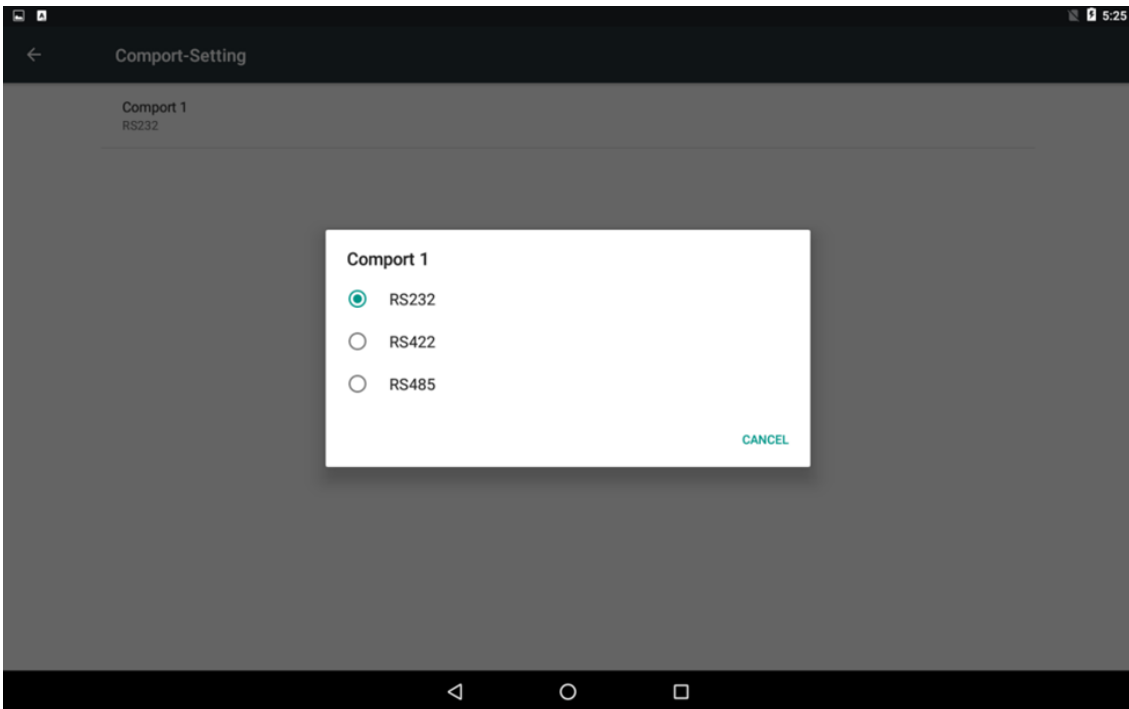 5:25
Comport-Setting
Comport 1
RS232
Comport 1
RS232
RS422
RS485
CANCEL